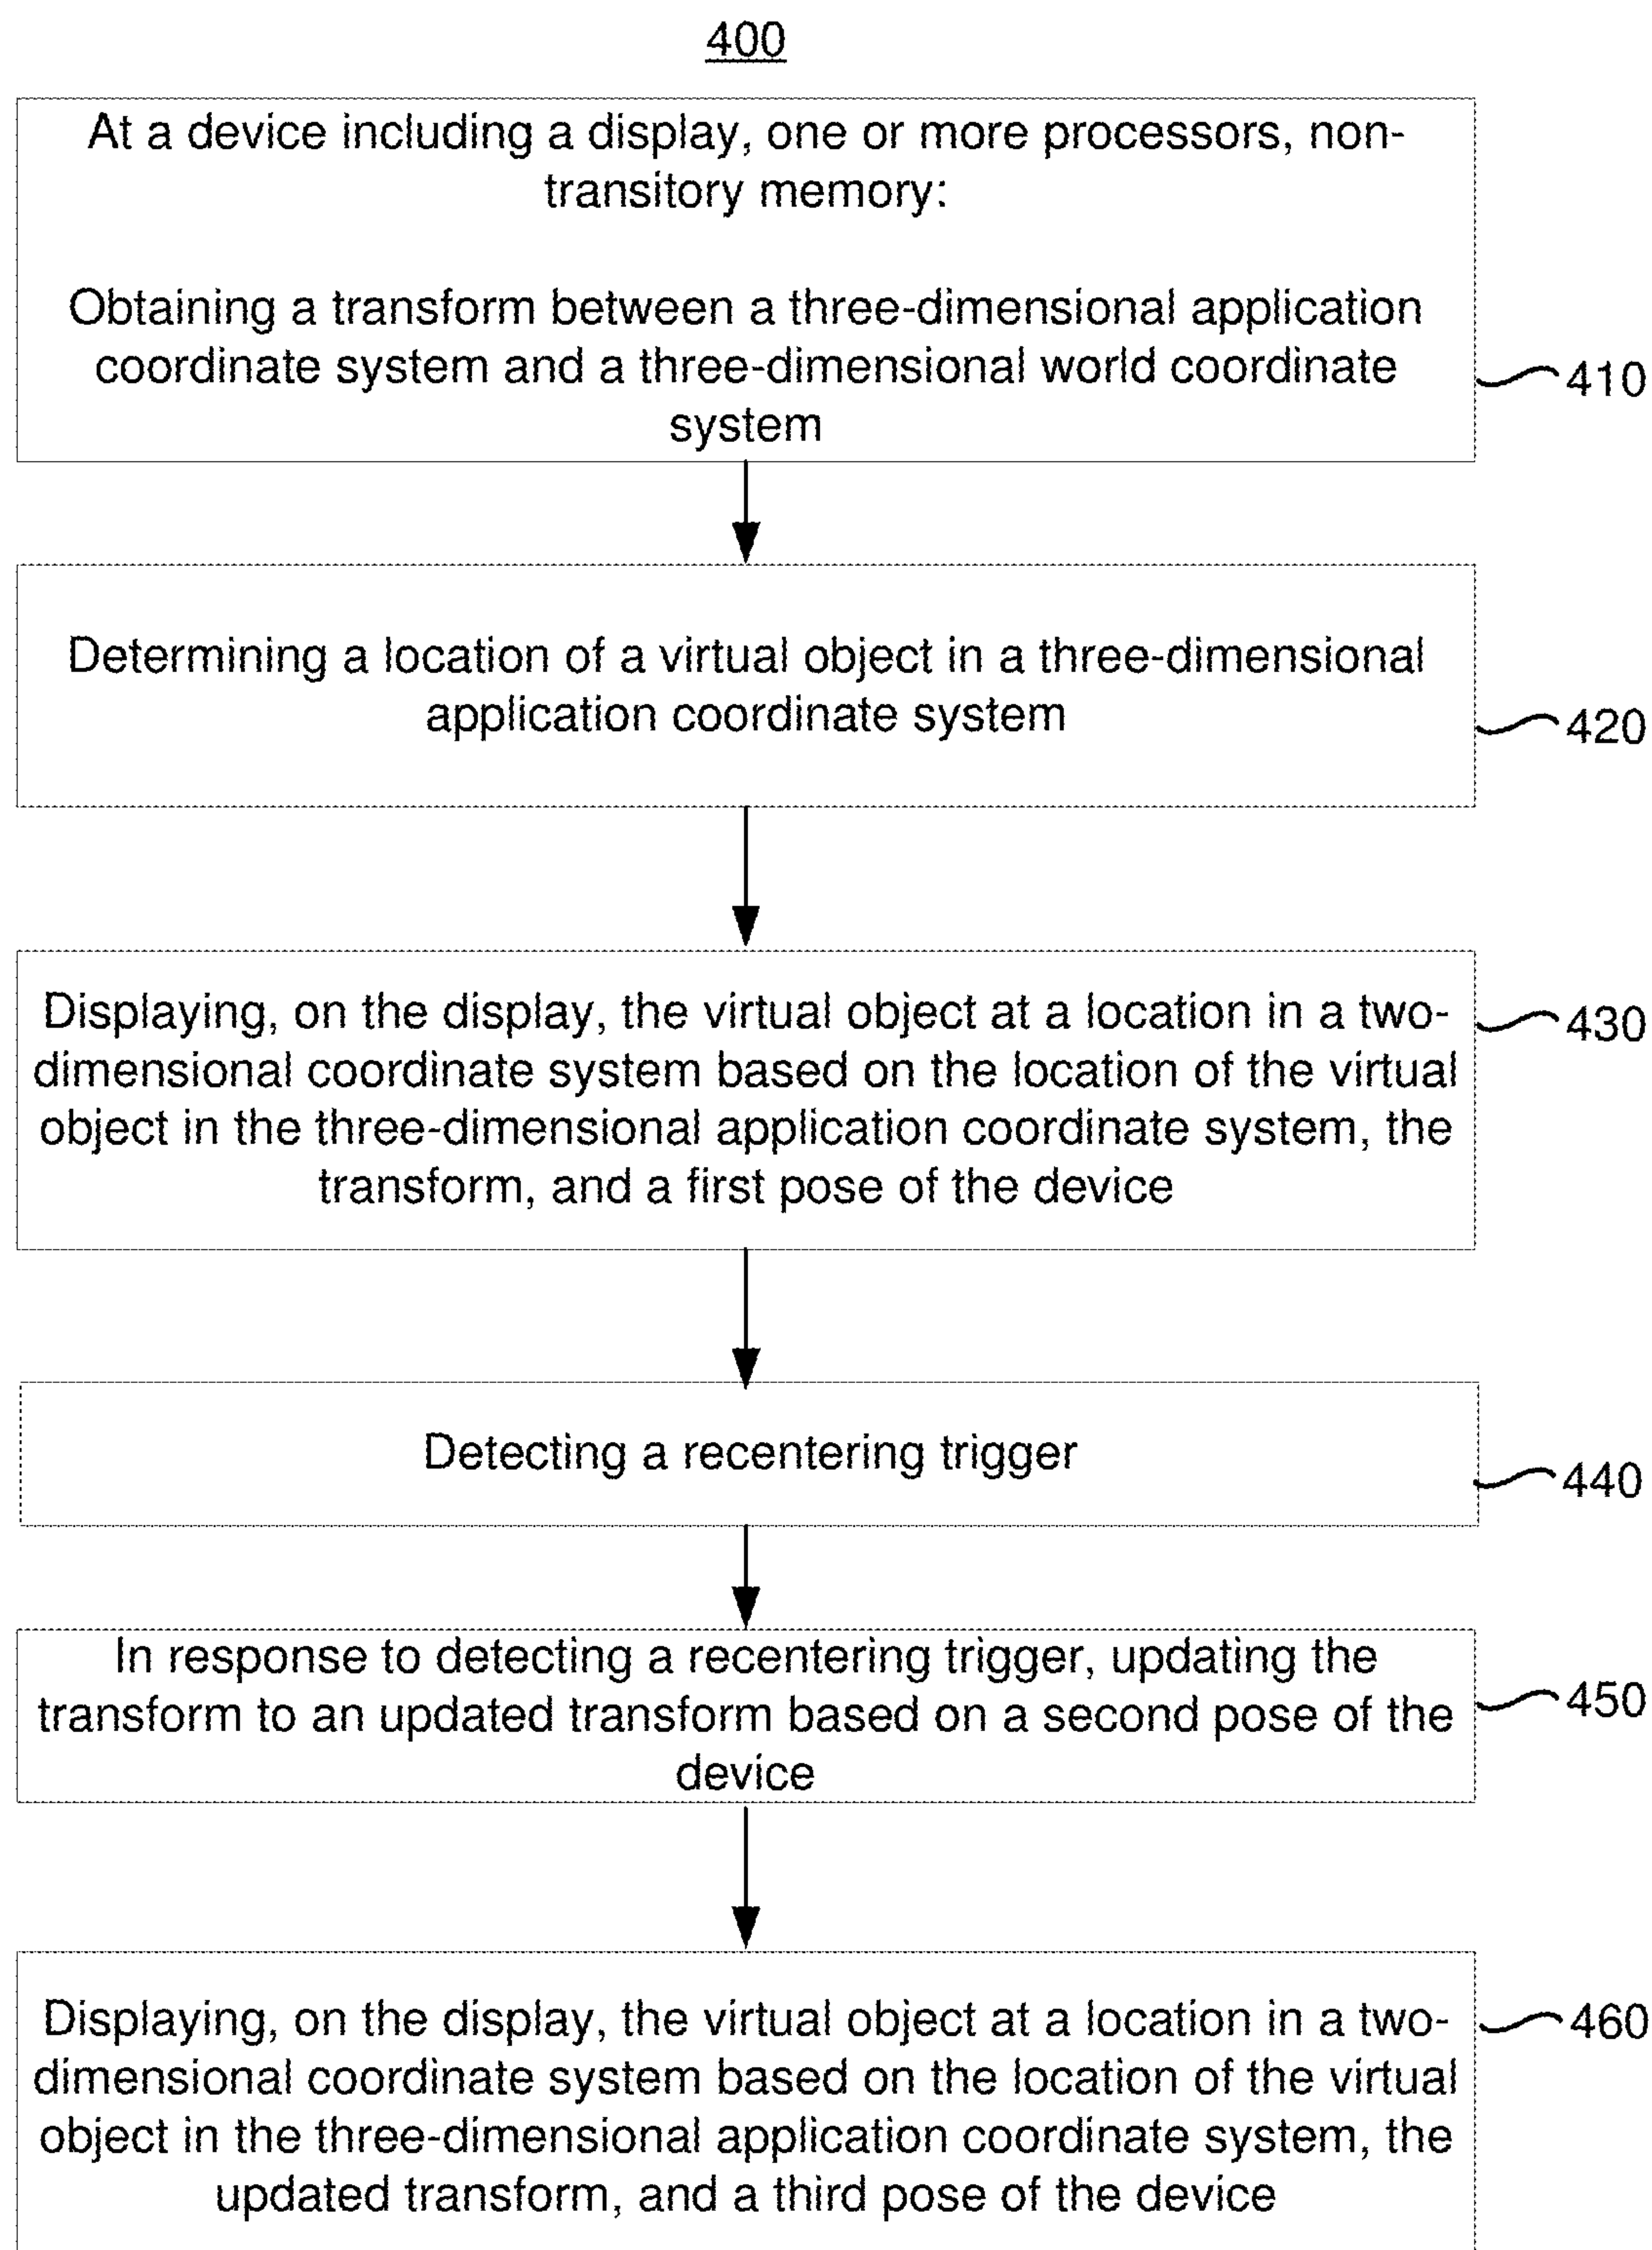 400
At a device including a display, one or more processors, non-
transitory memory:
Obtaining a transform between a three-dimensional application
coordinate system and a three-dimensional world coordinate
system
410
Determining a location of a virtual object in a three-dimensional
application coordinate system
420
Displaying, on the display, the virtual object at a location in a two-
dimensional coordinate system based on the location of the virtual
object in the three-dimensional application coordinate system, the
transform, and a first pose of the device
430
Detecting a recentering trigger
440
In response to detecting a recentering trigger, updating the
transform to an updated transform based on a second pose of the
device
450
Displaying, on the display, the virtual object at a location in a two-
dimensional coordinate system based on the location of the virtual
object in the three-dimensional application coordinate system, the
updated transform, and a third pose of the device
460